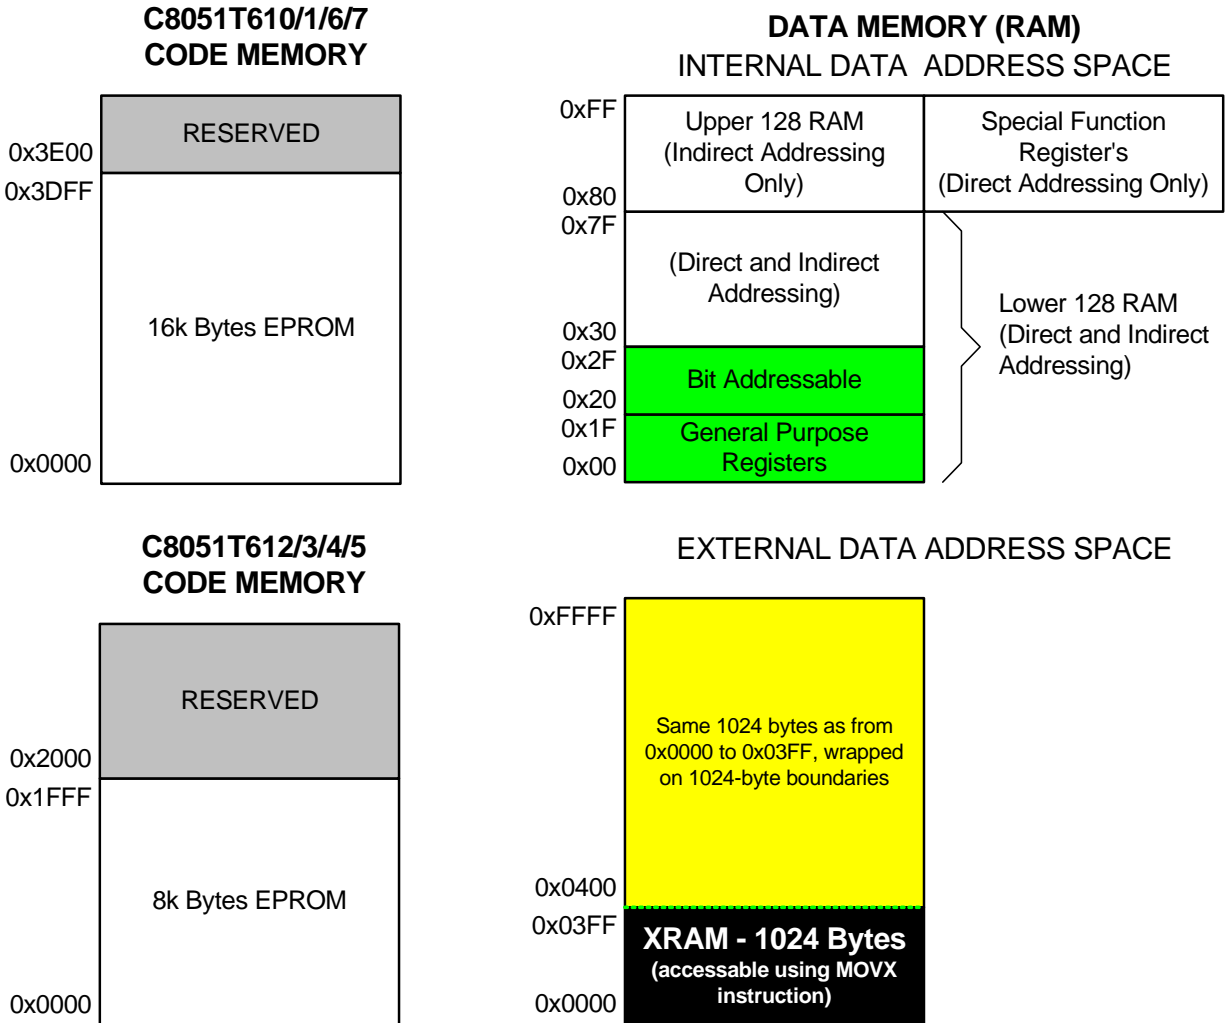 C8051T610/1/6/7
CODE MEMORY
RESERVED
0x3E00
0x3DFF
16k Bytes EPROM
0x0000
DATA MEMORY (RAM)
INTERNAL DATA ADDRESS SPACE
0xFF
Upper 128 RAM
(Indirect Addressing
Only)
0x80
Special Function
Register's
(Direct Addressing Only)
0x7F
(Direct and Indirect
Addressing)
0x30
0x2F
Bit Addressable
0x20
0x1F
General Purpose
Registers
0x00
Lower 128 RAM
(Direct and Indirect
Addressing)
C8051T612/3/4/5
CODE MEMORY
RESERVED
0x2000
0x1FFF
8k Bytes EPROM
0x0000
EXTERNAL DATA ADDRESS SPACE
0xFFFF
Same 1024 bytes as from
0x0000 to 0x03FF, wrapped
on 1024-byte boundaries
0x0400
0x03FF
XRAM - 1024 Bytes
(accessable using MOVX
instruction)
0x0000